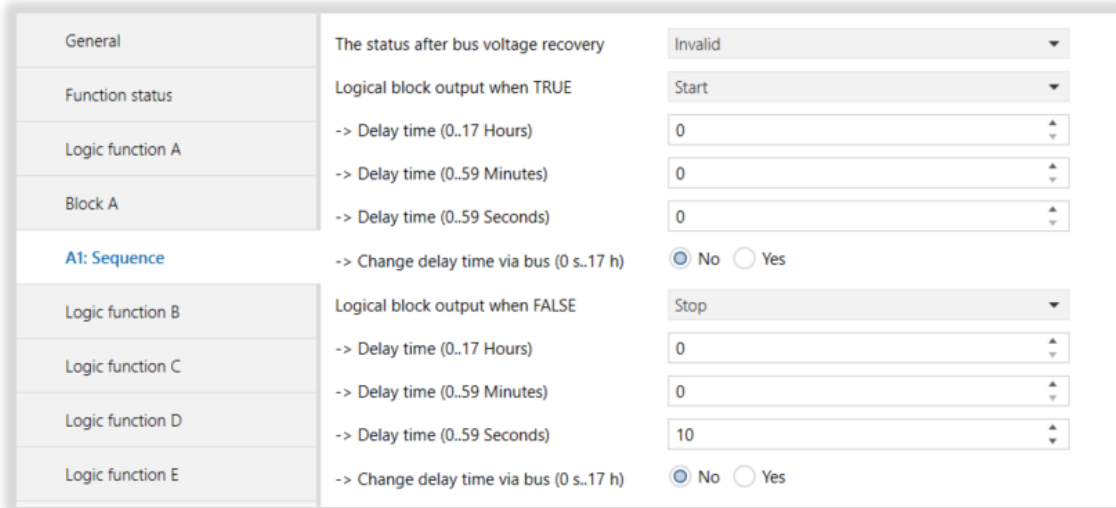 General
Function status
Logic function A
Block A
A1: Sequence
Logic function B
Logic function C
Logic function D
Logic function E
The status after bus voltage recovery Invalid
Logical block output when TRUE Start
-> Delay time (0..17 Hours) 0
-> Delay time (0..59 Minutes) 0
-> Delay time (0..59 Seconds) 0
-> Change delay time via bus (0 s..17 h) No Yes
Logical block output when FALSE Stop
-> Delay time (0..17 Hours) 0
-> Delay time (0..59 Minutes) 0
-> Delay time (0..59 Seconds) 10
-> Change delay time via bus (0 s..17 h) No Yes